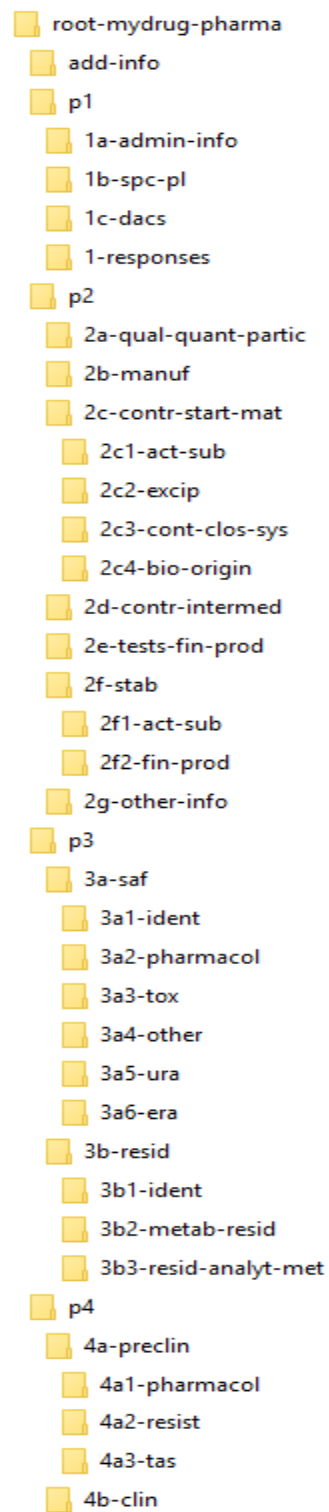 root-mydrug-pharma
add-info
p1
1a-admin-info
1b-spc-pl
1c-dacs
1-responses
p2
2a-qual-quant-partic
2b-manuf
2c-contr-start-mat
2c1-act-sub
2c2-excip
2c3-cont-clos-sys
2c4-bio-origin
2d-contr-intermed
2e-tests-fin-prod
2f-stab
2f1-act-sub
2f2-fin-prod
2g-other-info
p3
3a-saf
3a1-ident
3a2-pharmacol
3a3-tox
3a4-other
3a5-ura
3a6-era
3b-resid
3b1-ident
3b2-metab-resid
3b3-resid-analyt-met
p4
4a-preclin
4a1-pharmacol
4a2-resist
4a3-tas
4b-clin